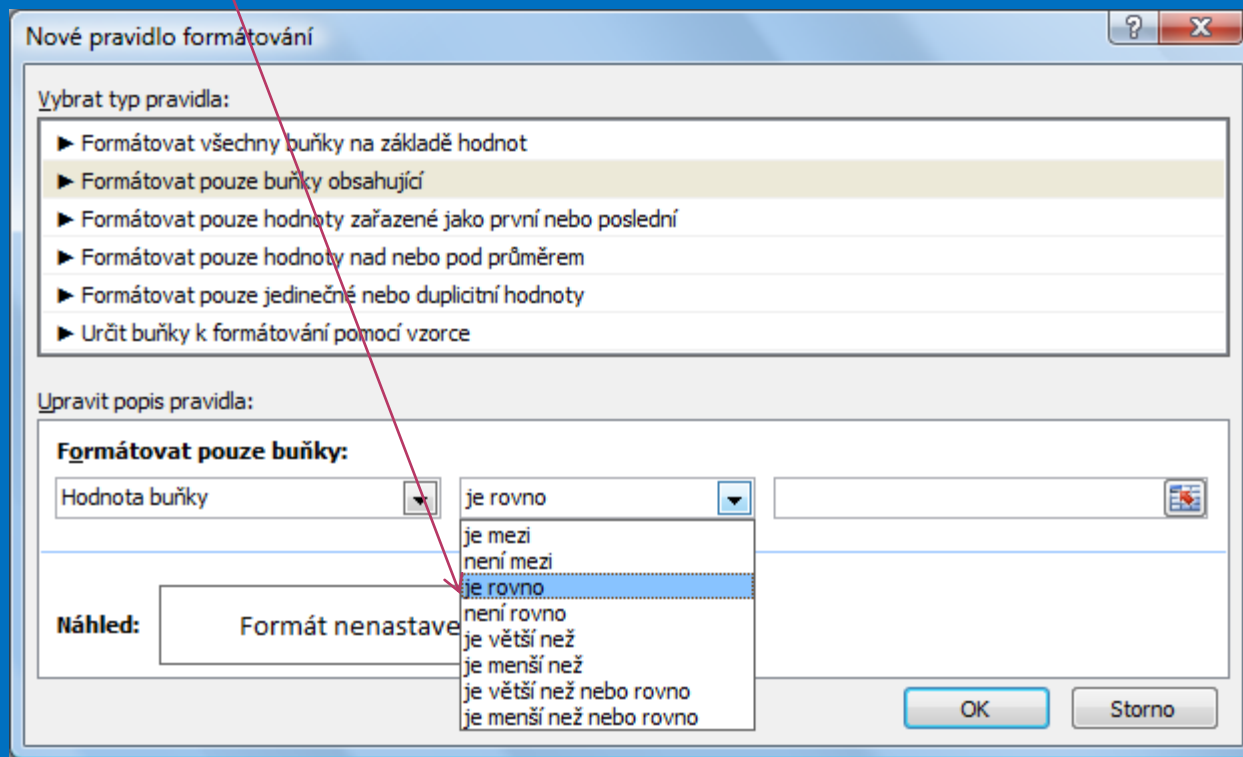 Nové pravidlo formátování
Vybrat typ pravidla:
► Formátovat všechny buňky na základě hodnot
► Formátovat pouze buňky obsahující
► Formátovat pouze hodnoty zařazené jako první nebo poslední
► Formátovat pouze hodnoty nad nebo pod průměrem
► Formátovat pouze jedinečné nebo duplicitní hodnoty
► Určit buňky k formátování pomocí vzorce
Upravit popis pravidla:
Formátovat pouze buňky:
Hodnota buňky je rovno
je mezi
není mezi
je rovno
není rovno
je větší než
je menší než
je větší než nebo rovno
je menší než nebo rovno
Náhled: Formát nenastave
OK Storno